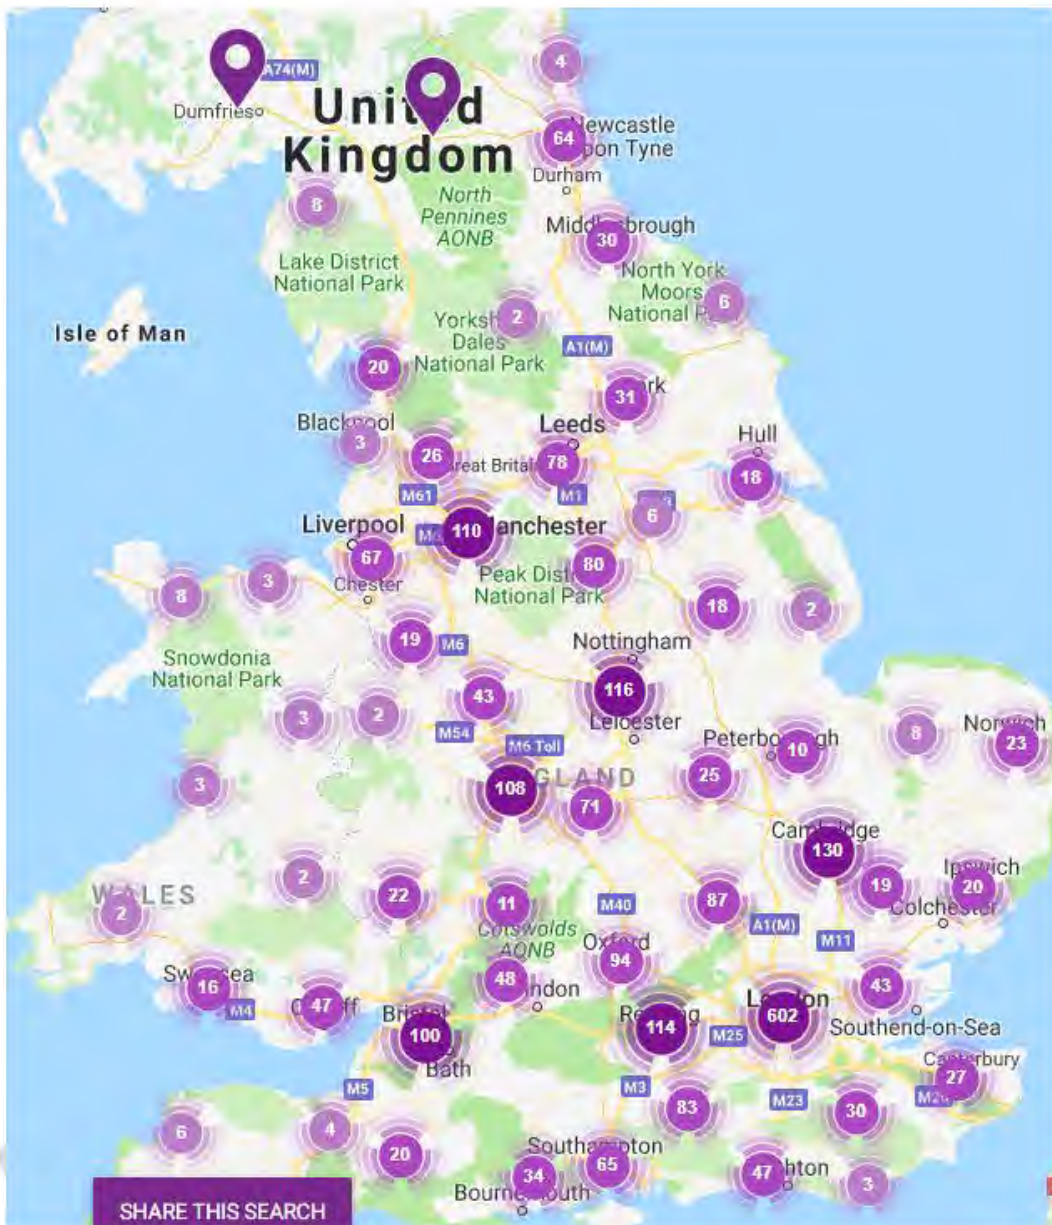 4
A74(M)
Dumfries
United
Kingdom
64
Newcastle
upon Tyne
Durham
8
North
Pennines
AONB
Middlesbrough
30
Lake District
National Park
North York
Moors
National
6
2
Isle of Man
Yorkshire
Dales
National Park
A1(M)
20
31
Blackpool
3
Leeds
Hull
26
Great Britain
78
18
M61
M1
6
Liverpool
110
Manchester
67
Chester
80
Peak District
National Park
3
8
18
2
19
M6
Nottingham
Snowdonia
National Park
116
43
3
2
Leicester
M54
M6 Toll
Peterborough
10
8
Norwich
23
3
108
GLAND
25
71
Cambridge
130
2
WALES
2
22
11
M40
87
19
Ipswich
20
Colchester
Cotswolds
AONB
A1(M)
M11
Oxford
94
Swansea
16
48
43
M4
47
Cardiff
Bristol
100
Bath
Reading
114
London
602
M25
Southend-on-Sea
Canterbury
27
M5
M3
M23
83
30
6
4
20
Southampton
65
34
Bournemouth
47
3
SHARE THIS SEARCH